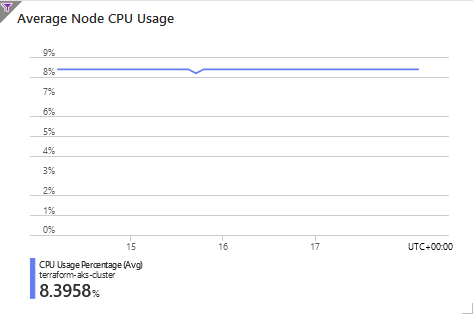 Average Node CPU Usage
9%
8%
7%
6%
5%
4%
3%
2%
1%
0%
15 16 17 UTC+00:00
CPU Usage Percentage (Avg)
terraform-aks-cluster
8.3958%